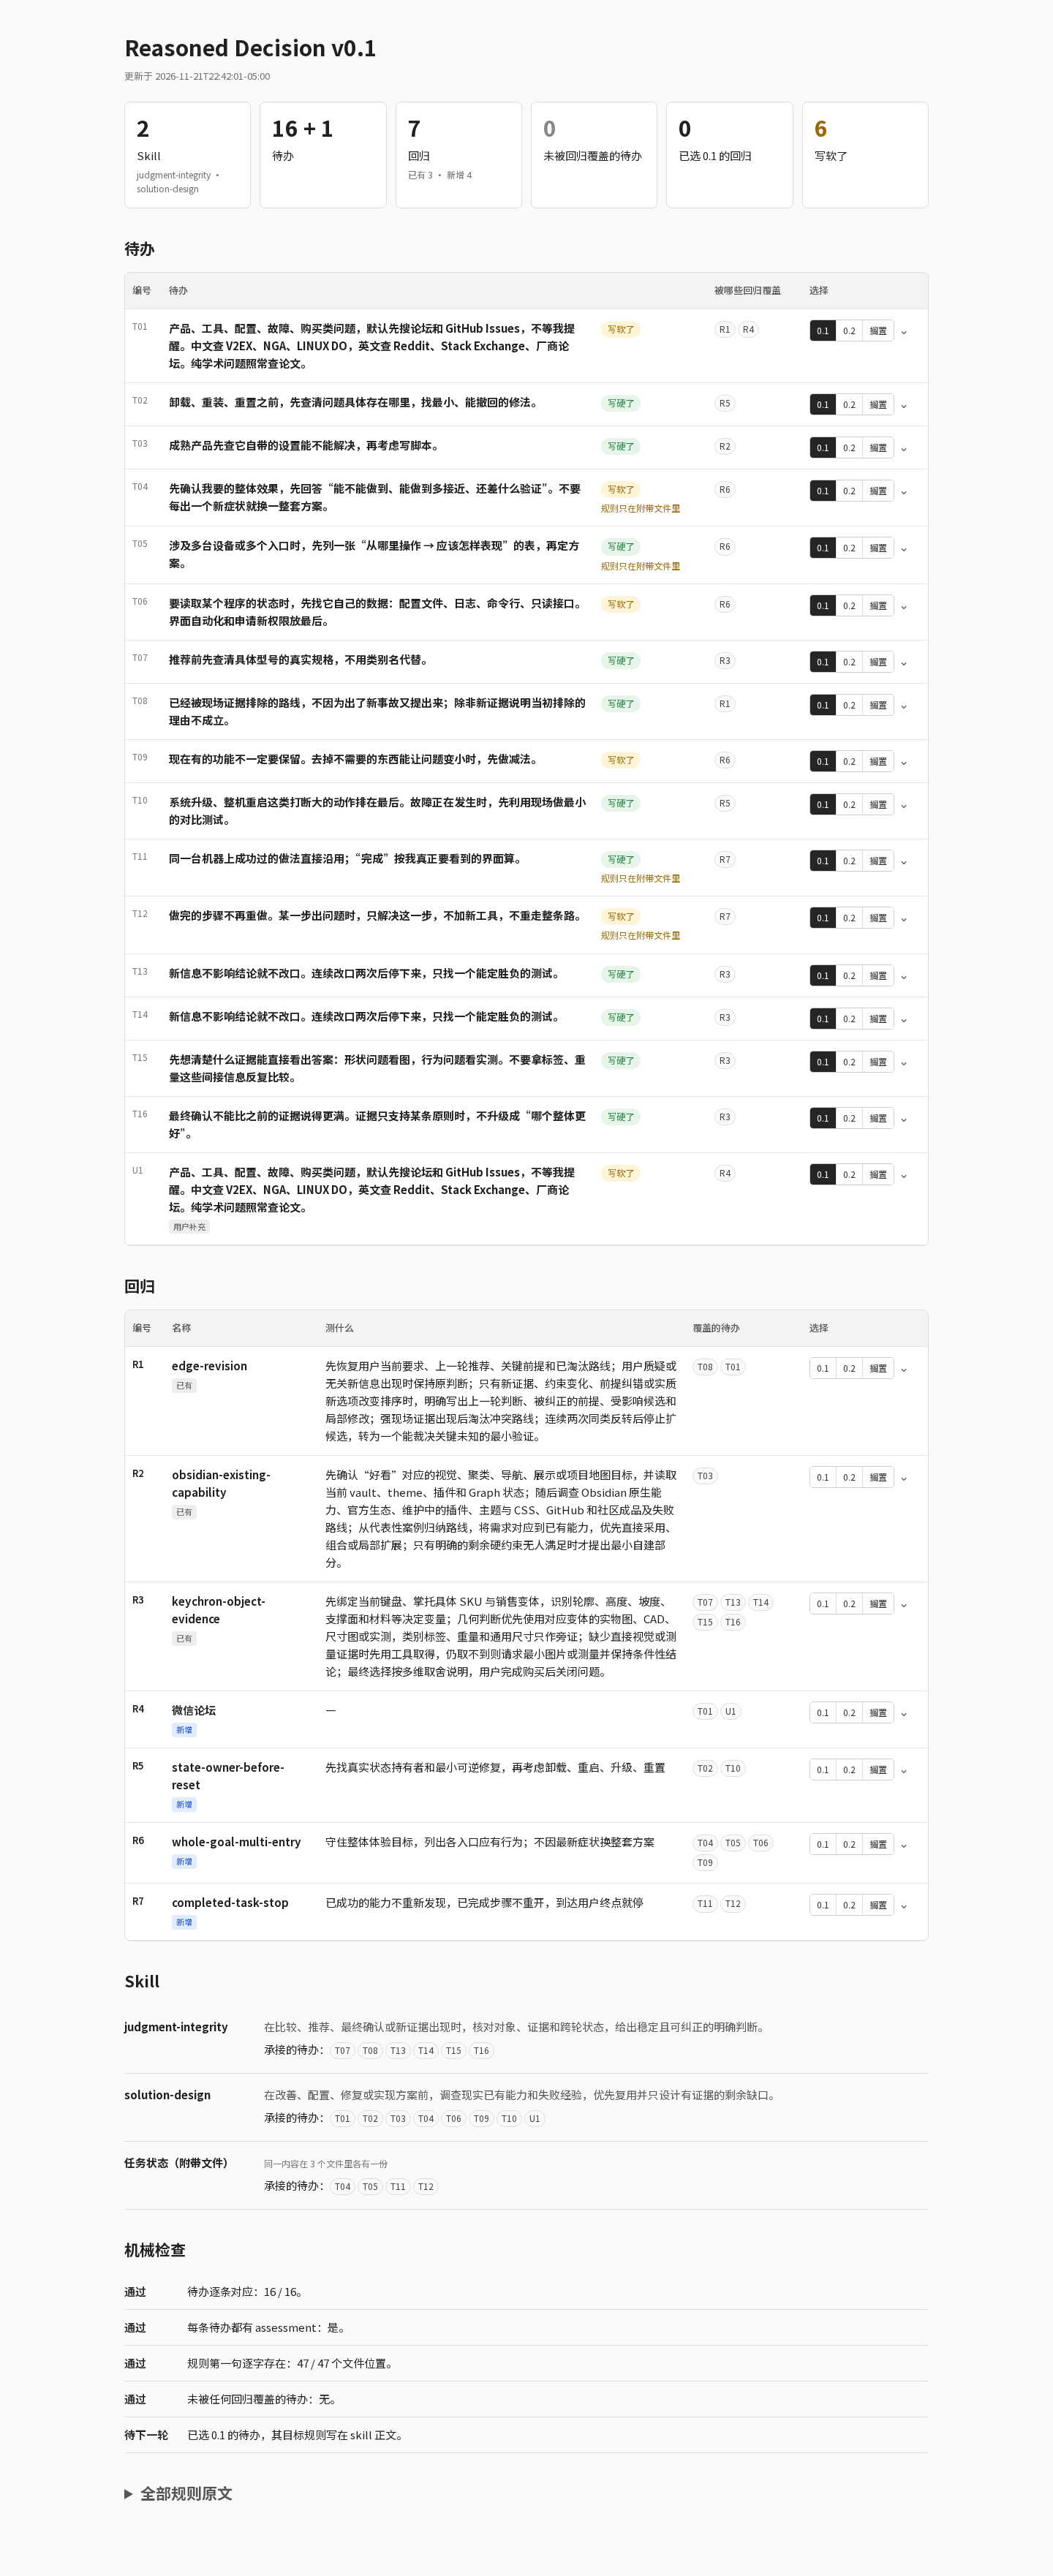 Reasoned Decision v0.1
更新于 2026-11-21T22:42:01-05:00
2
Skill
judgment-integrity ·
solution-design
16 + 1
待办
7
回归
已有 3 · 新增 4
0
未被回归覆盖的待办
0
已选 0.1 的回归
6
写软了
待办
编号 待办 被哪些回归覆盖 选择
T01 产品、工具、配置、故障、购买类问题，默认先搜论坛和 GitHub Issues，不等我提 写软了 R1 R4 0.1 0.2 搁置
醒。中文查 V2EX、NGA、LINUX DO，英文查 Reddit、Stack Exchange、厂商论
坛。纯学术问题照常查论文。
T02 卸载、重装、重置之前，先查清问题具体存在哪里，找最小、能撤回的修法。 写硬了 R5 0.1 0.2 搁置
T03 成熟产品先查它自带的设置能不能解决，再考虑写脚本。 写硬了 R2 0.1 0.2 搁置
T04 先确认我要的整体效果，先回答“能不能做到、能做到多接近、还差什么验证”。不要 写软了 R6 0.1 0.2 搁置
每出一个新症状就换一整套方案。 规则只在附带文件里
T05 涉及多台设备或多个入口时，先列一张“从哪里操作 → 应该怎样表现”的表，再定方 写硬了 R6 0.1 0.2 搁置
案。 规则只在附带文件里
T06 要读取某个程序的状态时，先找它自己的数据：配置文件、日志、命令行、只读接口。 写软了 R6 0.1 0.2 搁置
界面自动化和申请新权限放最后。
T07 推荐前先查清具体型号的真实规格，不用类别名代替。 写硬了 R3 0.1 0.2 搁置
T08 已经被现场证据排除的路线，不因为出了新事故又提出来；除非新证据说明当初排除的 写硬了 R1 0.1 0.2 搁置
理由不成立。
T09 现在有的功能不一定要保留。去掉不需要的东西能让问题变小时，先做减法。 写软了 R6 0.1 0.2 搁置
T10 系统升级、整机重启这类打断大的动作排在最后。故障正在发生时，先利用现场做最小 写硬了 R5 0.1 0.2 搁置
的对比测试。
T11 同一台机器上成功过的做法直接沿用；“完成”按我真正要看到的界面算。 写硬了 R7 0.1 0.2 搁置
规则只在附带文件里
T12 做完的步骤不再重做。某一步出问题时，只解决这一步，不加新工具，不重走整条路。 写软了 R7 0.1 0.2 搁置
规则只在附带文件里
T13 新信息不影响结论就不改口。连续改口两次后停下来，只找一个能定胜负的测试。 写硬了 R3 0.1 0.2 搁置
T14 新信息不影响结论就不改口。连续改口两次后停下来，只找一个能定胜负的测试。 写硬了 R3 0.1 0.2 搁置
T15 先想清楚什么证据能直接看出答案：形状问题看图，行为问题看实测。不要拿标签、重 写硬了 R3 0.1 0.2 搁置
量这些间接信息反复比较。
T16 最终确认不能比之前的证据说得更满。证据只支持某条原则时，不升级成“哪个整体更 写硬了 R3 0.1 0.2 搁置
好”。
U1 产品、工具、配置、故障、购买类问题，默认先搜论坛和 GitHub Issues，不等我提 写软了 R4 0.1 0.2 搁置
醒。中文查 V2EX、NGA、LINUX DO，英文查 Reddit、Stack Exchange、厂商论
坛。纯学术问题照常查论文。
用户补充
回归
编号 名称 测什么 覆盖的待办 选择
R1 edge-revision 先恢复用户当前要求、上一轮推荐、关键前提和已淘汰路线；用户质疑或 T08 T01 0.1 0.2 搁置
已有 无关新信息出现时保持原判断；只有新证据、约束变化、前提纠错或实质
新选项改变排序时，明确写出上一轮判断、被纠正的前提、受影响候选和
局部修改；强现场证据出现后淘汰冲突路线；连续两次同类反转后停止扩
候选，转为一个能裁决关键未知的最小验证。
R2 obsidian-existing- 先确认“好看”对应的视觉、聚类、导航、展示或项目地图目标，并读取 T03 0.1 0.2 搁置
capability 当前 vault、theme、插件和 Graph 状态；随后调查 Obsidian 原生能
已有 力、官方生态、维护中的插件、主题与 CSS、GitHub 和社区成品及失败
路线；从代表性案例归纳路线，将需求对应到已有能力，优先直接采用、
组合或局部扩展；只有明确的剩余硬约束无人满足时才提出最小自建部
分。
R3 keychron-object- 先绑定当前键盘、掌托具体 SKU 与销售变体，识别轮廓、高度、坡度、 T07 T13 T14 0.1 0.2 搁置
evidence 支撑面和材料等决定变量；几何判断优先使用对应变体的实物图、CAD、 T15 T16
已有 尺寸图或实测，类别标签、重量和通用尺寸只作旁证；缺少直接视觉或测
量证据时先用工具取得，仍取不到则请求最小图片或测量并保持条件性结
论；最终选择按多维取舍说明，用户完成购买后关闭问题。
R4 微信论坛 — T01 U1 0.1 0.2 搁置
新增
R5 state-owner-before- 先找真实状态持有者和最小可逆修复，再考虑卸载、重启、升级、重置 T02 T10 0.1 0.2 搁置
reset
新增
R6 whole-goal-multi-entry 守住整体体验目标，列出各入口应有行为；不因最新症状换整套方案 T04 T05 T06 0.1 0.2 搁置
新增 T09
R7 completed-task-stop 已成功的能力不重新发现，已完成步骤不重开，到达用户终点就停 T11 T12 0.1 0.2 搁置
新增
Skill
judgment-integrity 在比较、推荐、最终确认或新证据出现时，核对对象、证据和跨轮状态，给出稳定且可纠正的明确判断。
承接的待办： T07 T08 T13 T14 T15 T16
solution-design 在改善、配置、修复或实现方案前，调查现实已有能力和失败经验，优先复用并只设计有证据的剩余缺口。
承接的待办： T01 T02 T03 T04 T06 T09 T10 U1
任务状态（附带文件） 同一内容在 3 个文件里各有一份
承接的待办： T04 T05 T11 T12
机械检查
通过 待办逐条对应：16 / 16。
通过 每条待办都有 assessment：是。
通过 规则第一句逐字存在：47 / 47 个文件位置。
通过 未被任何回归覆盖的待办：无。
待下一轮 已选 0.1 的待办，其目标规则写在 skill 正文。
▶ 全部规则原文